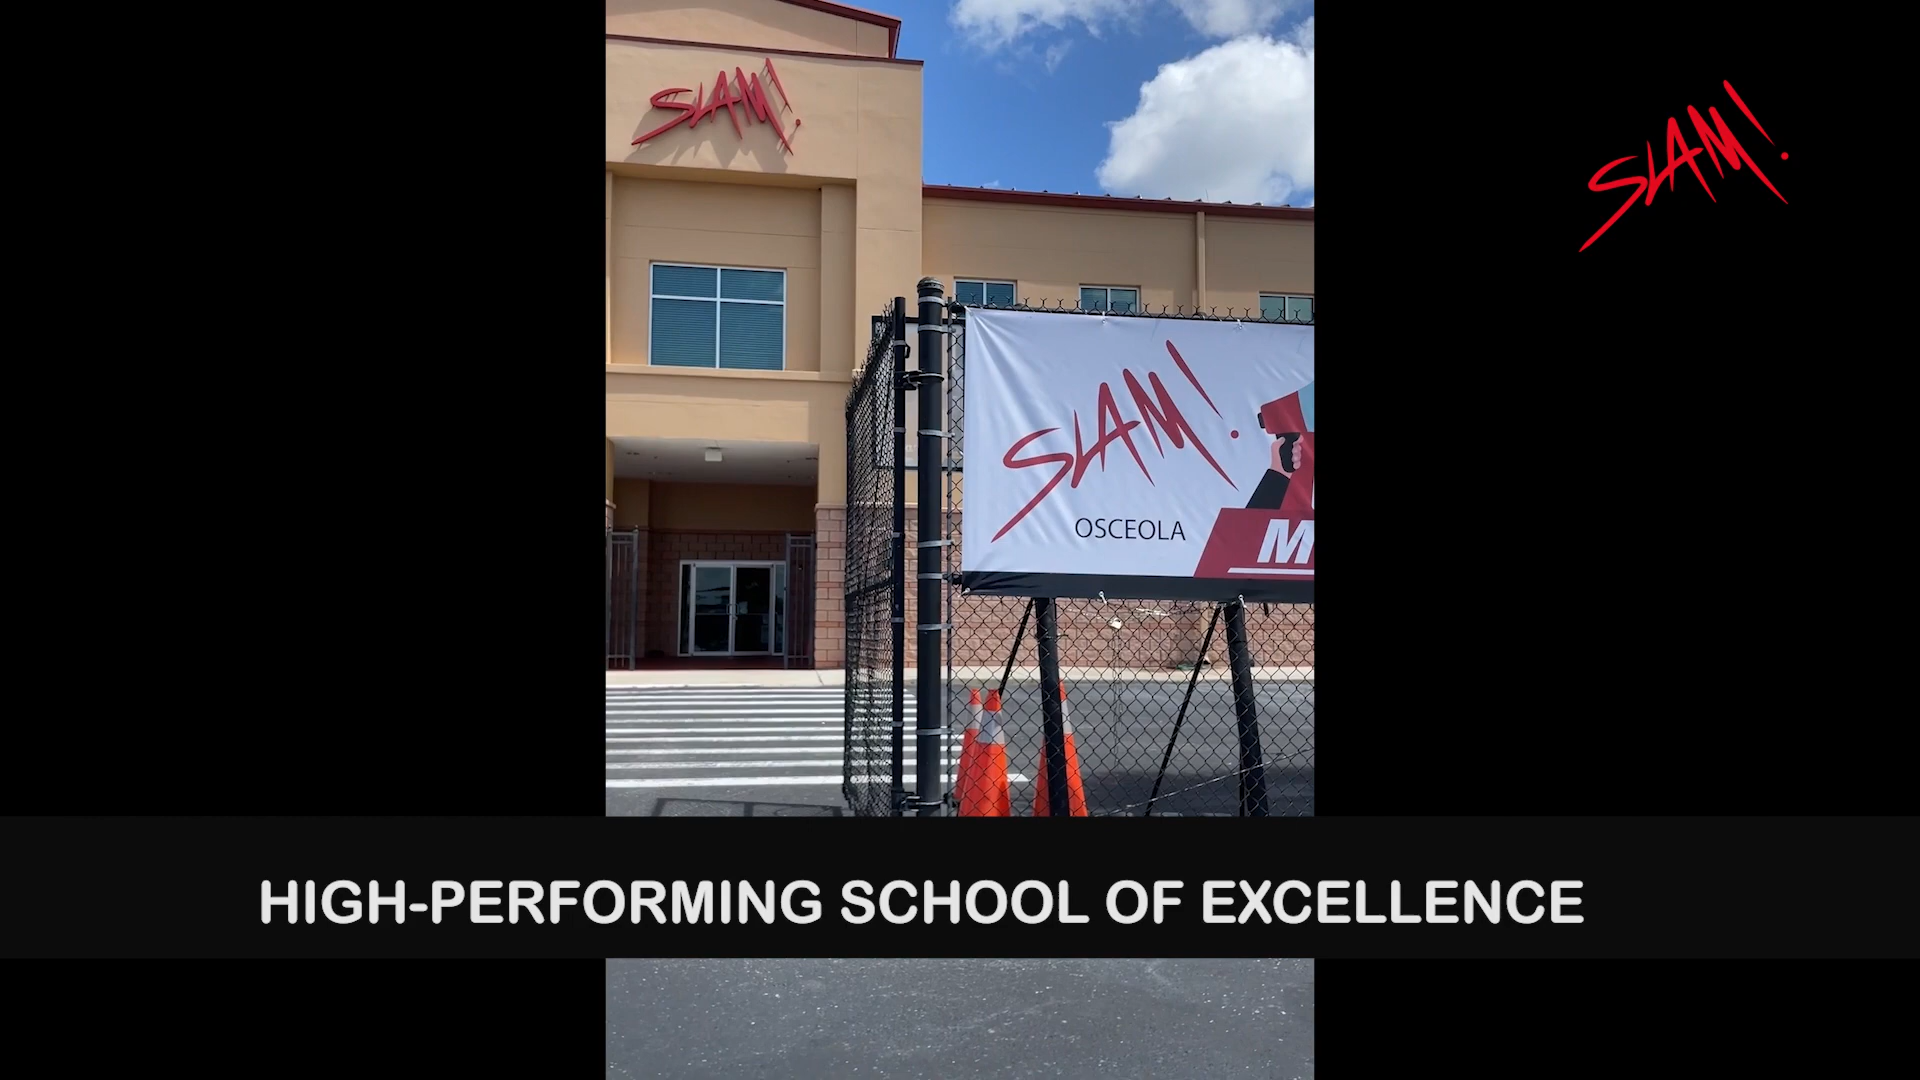 SLAM!
SLAM!
SLAM!
OSCEOLA
M
HIGH-PERFORMING SCHOOL OF EXCELLENCE